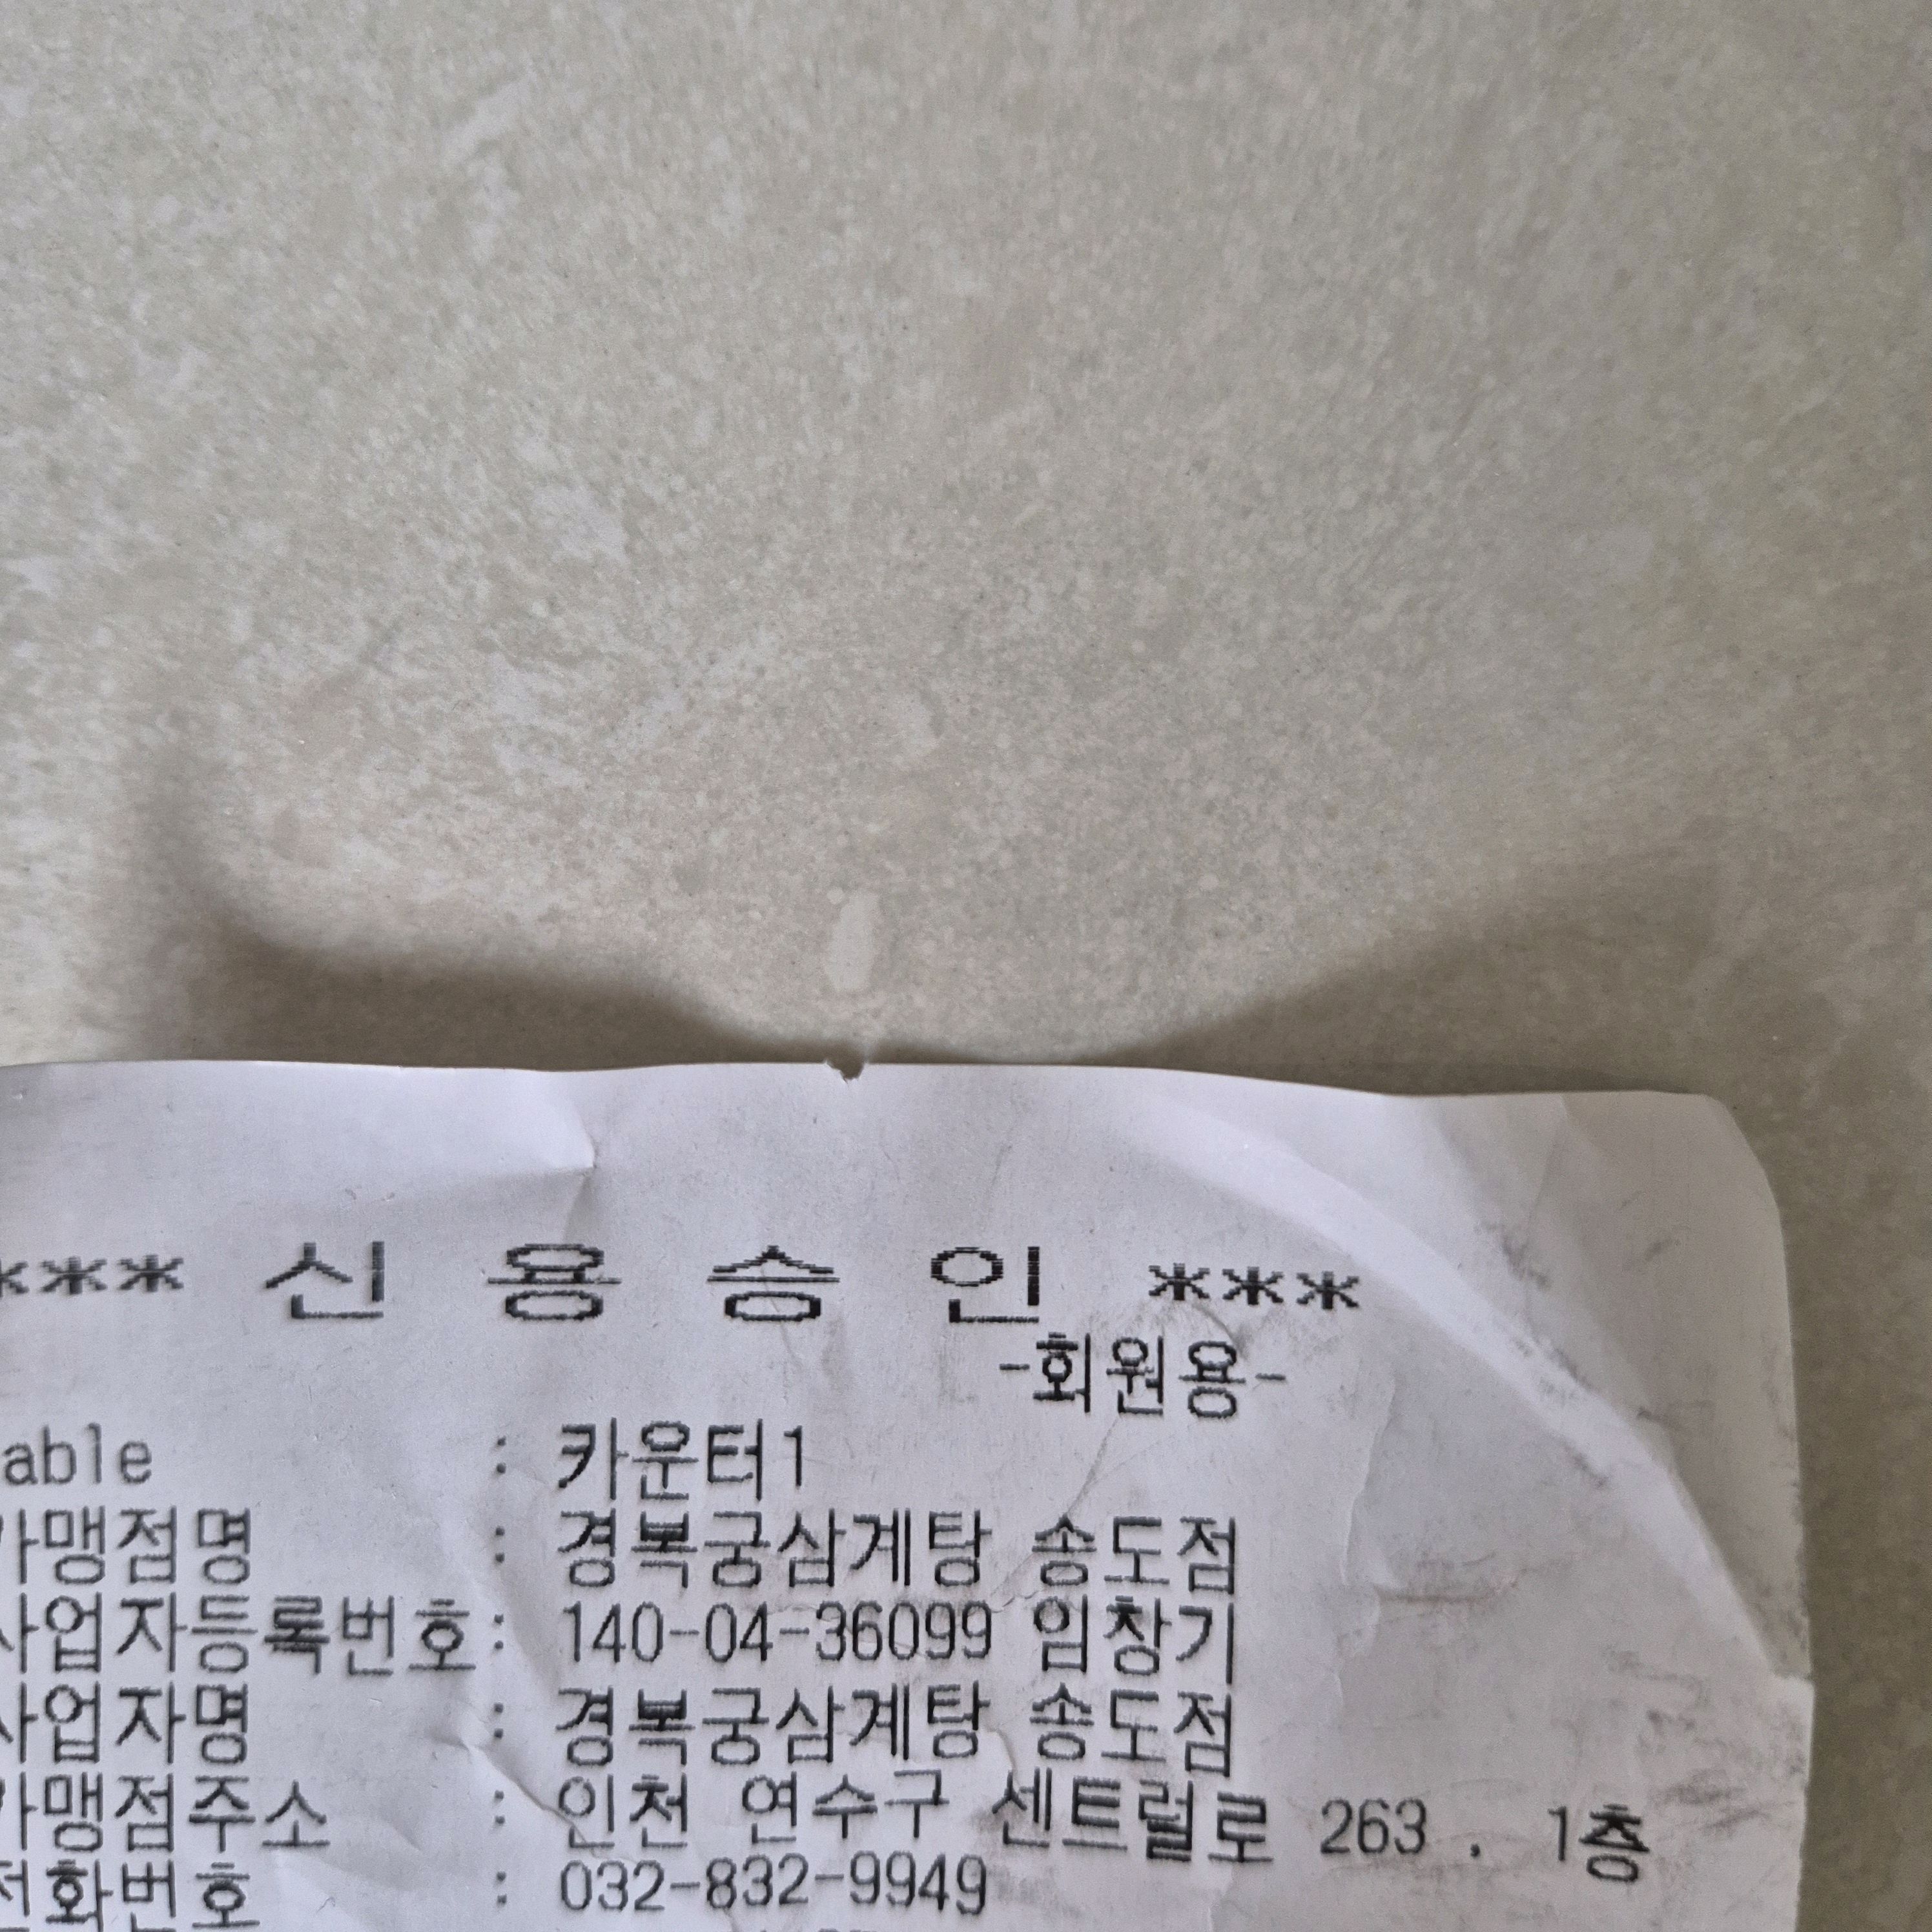 *** 신 용 승 인 ***
-회원용-
able : 카운터1
가맹점명 : 경복궁삼계탕 송도점
사업자등록번호: 140-04-36099 임창기
사업자명 : 경복궁삼계탕 송도점
가맹점주소 : 인천 연수구 센트럴로 263 , 1층
전화번호 : 032-832-9949